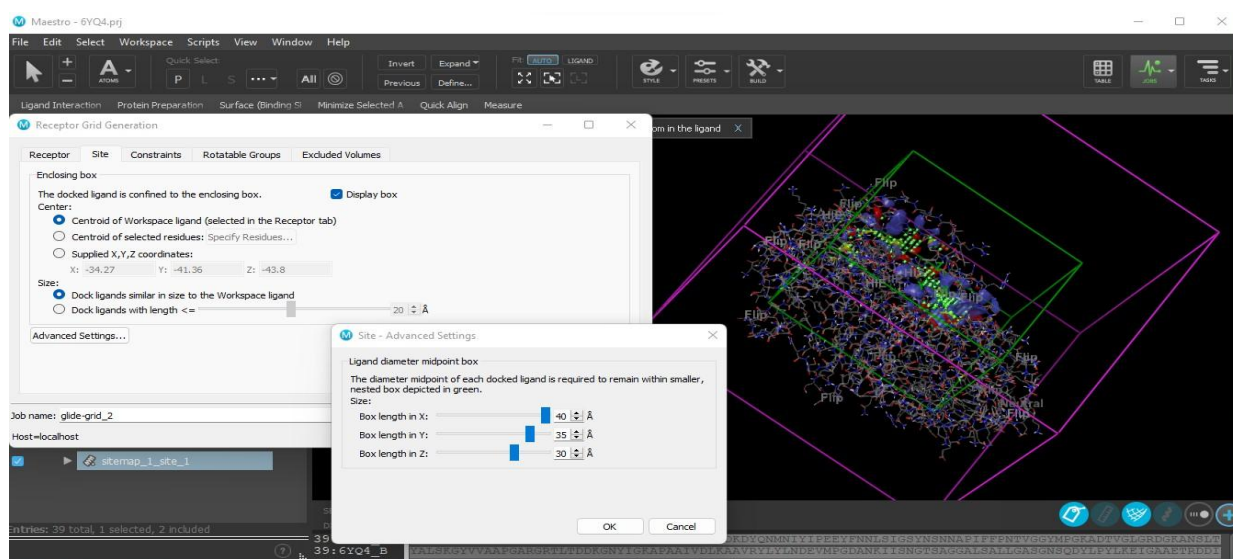 Maestro - 6YQ4.prj
File Edit Select Workspace Scripts View Window Help
Quick Select:
ATOMS P L S All Invert Expand Fit: AUTO LIGAND STYLE PRESETS BUILD TABLE JOBS TASKS
Previous Define...
Ligand Interaction Protein Preparation Surface (Binding Si Minimize Selected A Quick Align Measure
Receptor Grid Generation
om in the ligand X
Receptor Site Constraints Rotatable Groups Excluded Volumes
Enclosing box
The docked ligand is confined to the enclosing box. Display box
Center:
Centroid of Workspace ligand (selected in the Receptor tab)
Centroid of selected residues: Specify Residues...
Supplied X,Y,Z coordinates:
X: -34.27 Y: -41.36 Z: -43.8
Size:
Dock ligands similar in size to the Workspace ligand
Dock ligands with length <= 20 Å
Advanced Settings...
Site - Advanced Settings
Ligand diameter midpoint box
The diameter midpoint of each docked ligand is required to remain within smaller,
nested box depicted in green.
Size:
Box length in X: 40 Å
Box length in Y: 35 Å
Box length in Z: 30 Å
OK Cancel
Job name: glide-grid_2
Host=localhost
sitemap_1_site_1
Entries: 39 total, 1 selected, 2 included
39:6YQ4_B
Flip
Flip
HIE
Flip
Flip
HIE
Flip
Flip
Flip
Flip
Neutral
Flip